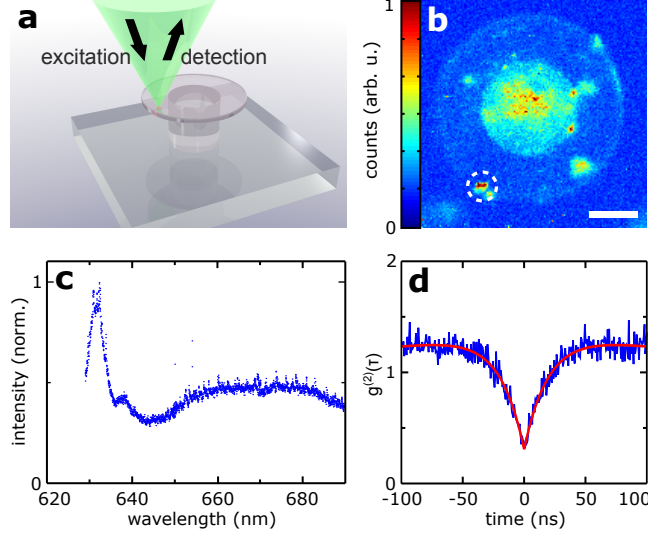 a
excitation
detection
b
counts (arb. u.)
1
0
c
intensity (norm.)
1
0
620
640
660
680
wavelength (nm)
d
g(2)(τ)
2
1
0
-100
-50
0
50
100
time (ns)